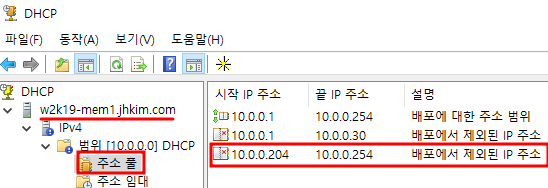 DHCP
파일(F) 동작(A) 보기(V) 도움말(H)
DHCP
w2k19-mem1.jhkim.com
IPv4
범위 [10.0.0.0] DHCP
주소 풀
주소 임대
시작 IP 주소 끝 IP 주소 설명
10.0.0.1 10.0.0.254 배포에 대한 주소 범위
10.0.0.1 10.0.0.30 배포에서 제외된 IP 주소
10.0.0.204 10.0.0.254 배포에서 제외된 IP 주소